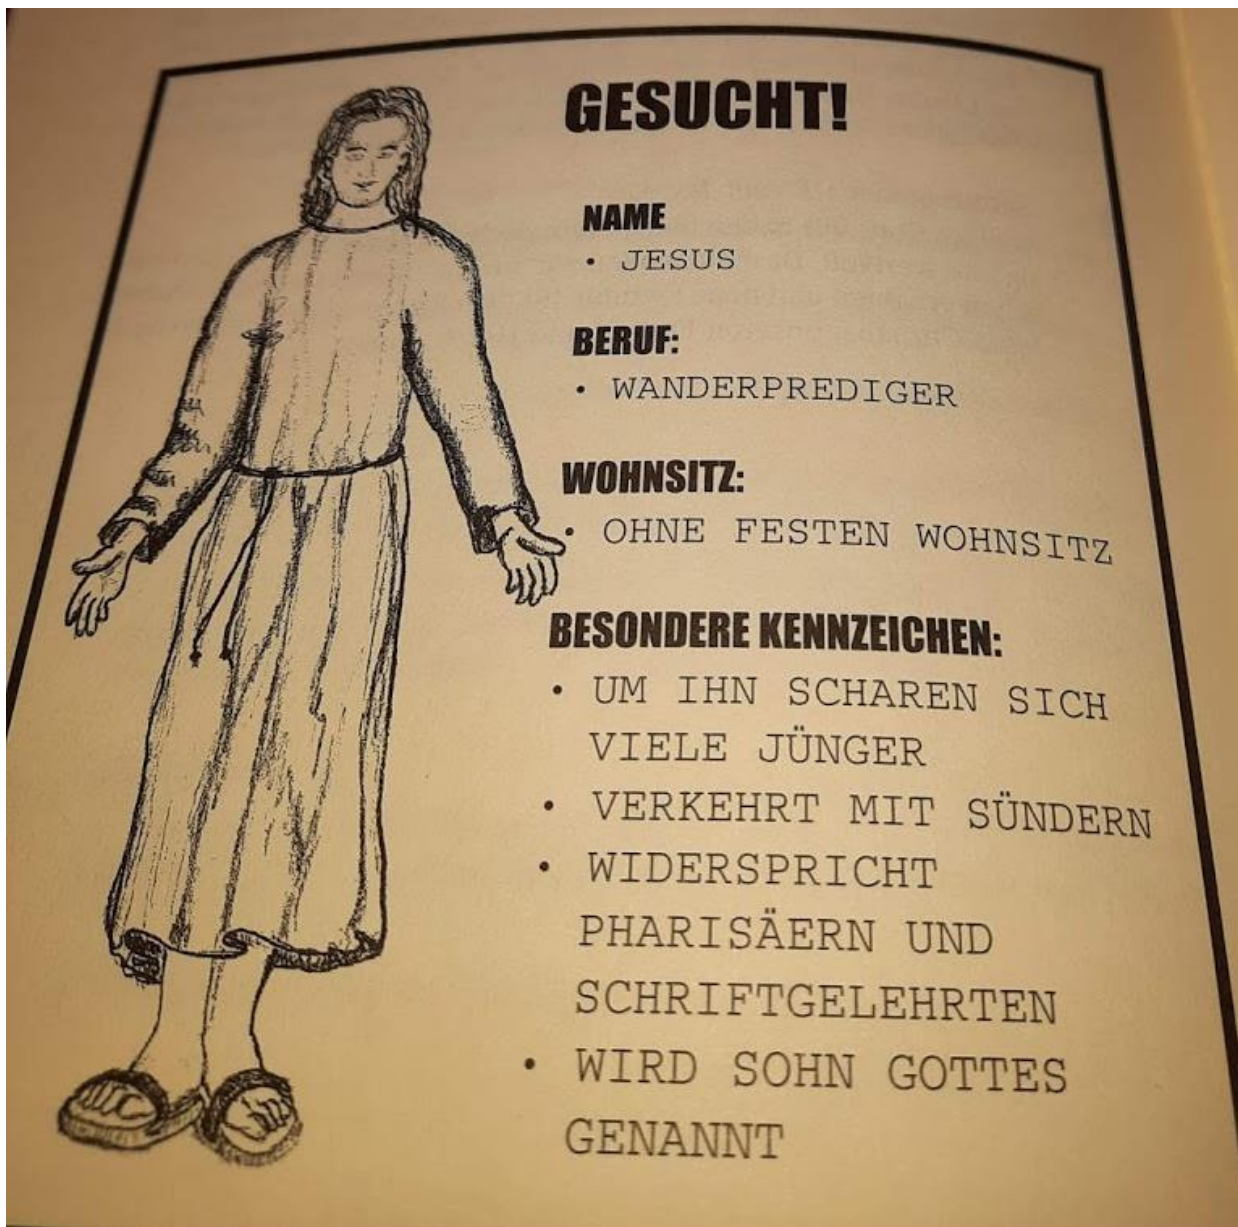 GESUCHT!
NAME
· JESUS
BERUF:
· WANDERPREDIGER
WOHNSITZ:
· OHNE FESTEN WOHNSITZ
BESONDERE KENNZEICHEN:
· UM IHN SCHAREN SICH
VIELE JÜNGER
· VERKEHRT MIT SÜNDERN
· WIDERSPRICHT
PHARISÄERN UND
SCHRIFTGELEHRTEN
· WIRD SOHN GOTTES
GENANNT